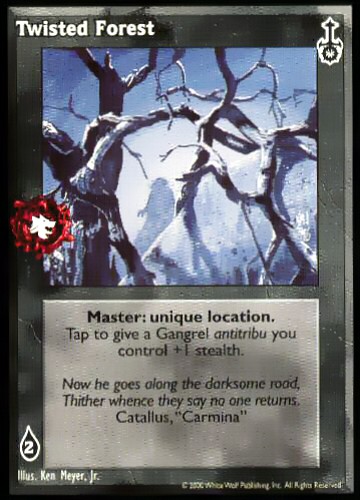 Twisted Forest
Master: unique location.
Tap to give a Gangrel antitribu you
control +1 stealth.
Now he goes along the darksome road,
Thither whence they say no one returns.
Catallus, "Carmina"
2
Illus. Ken Meyer, Jr.
© 2000 White Wolf Publishing, Inc. All Rights Reserved